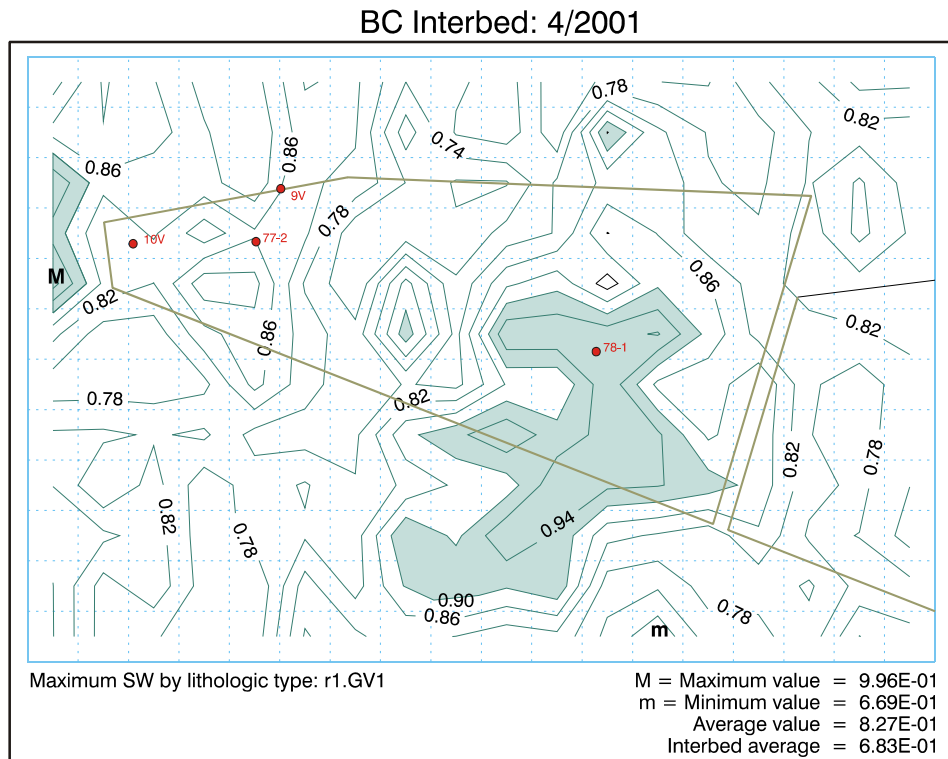 BC Interbed: 4/2001
0.78
0.82
0.86
0.74
0.86
9V
0.78
10V
77-2
M
0.86
0.82
0.86
0.82
78-1
0.78
0.82
0.82
0.78
0.82
0.78
0.94
0.90
0.86
0.78
m
Maximum SW by lithologic type: r1.GV1
M = Maximum value = 9.96E-01
m = Minimum value = 6.69E-01
Average value = 8.27E-01
Interbed average = 6.83E-01